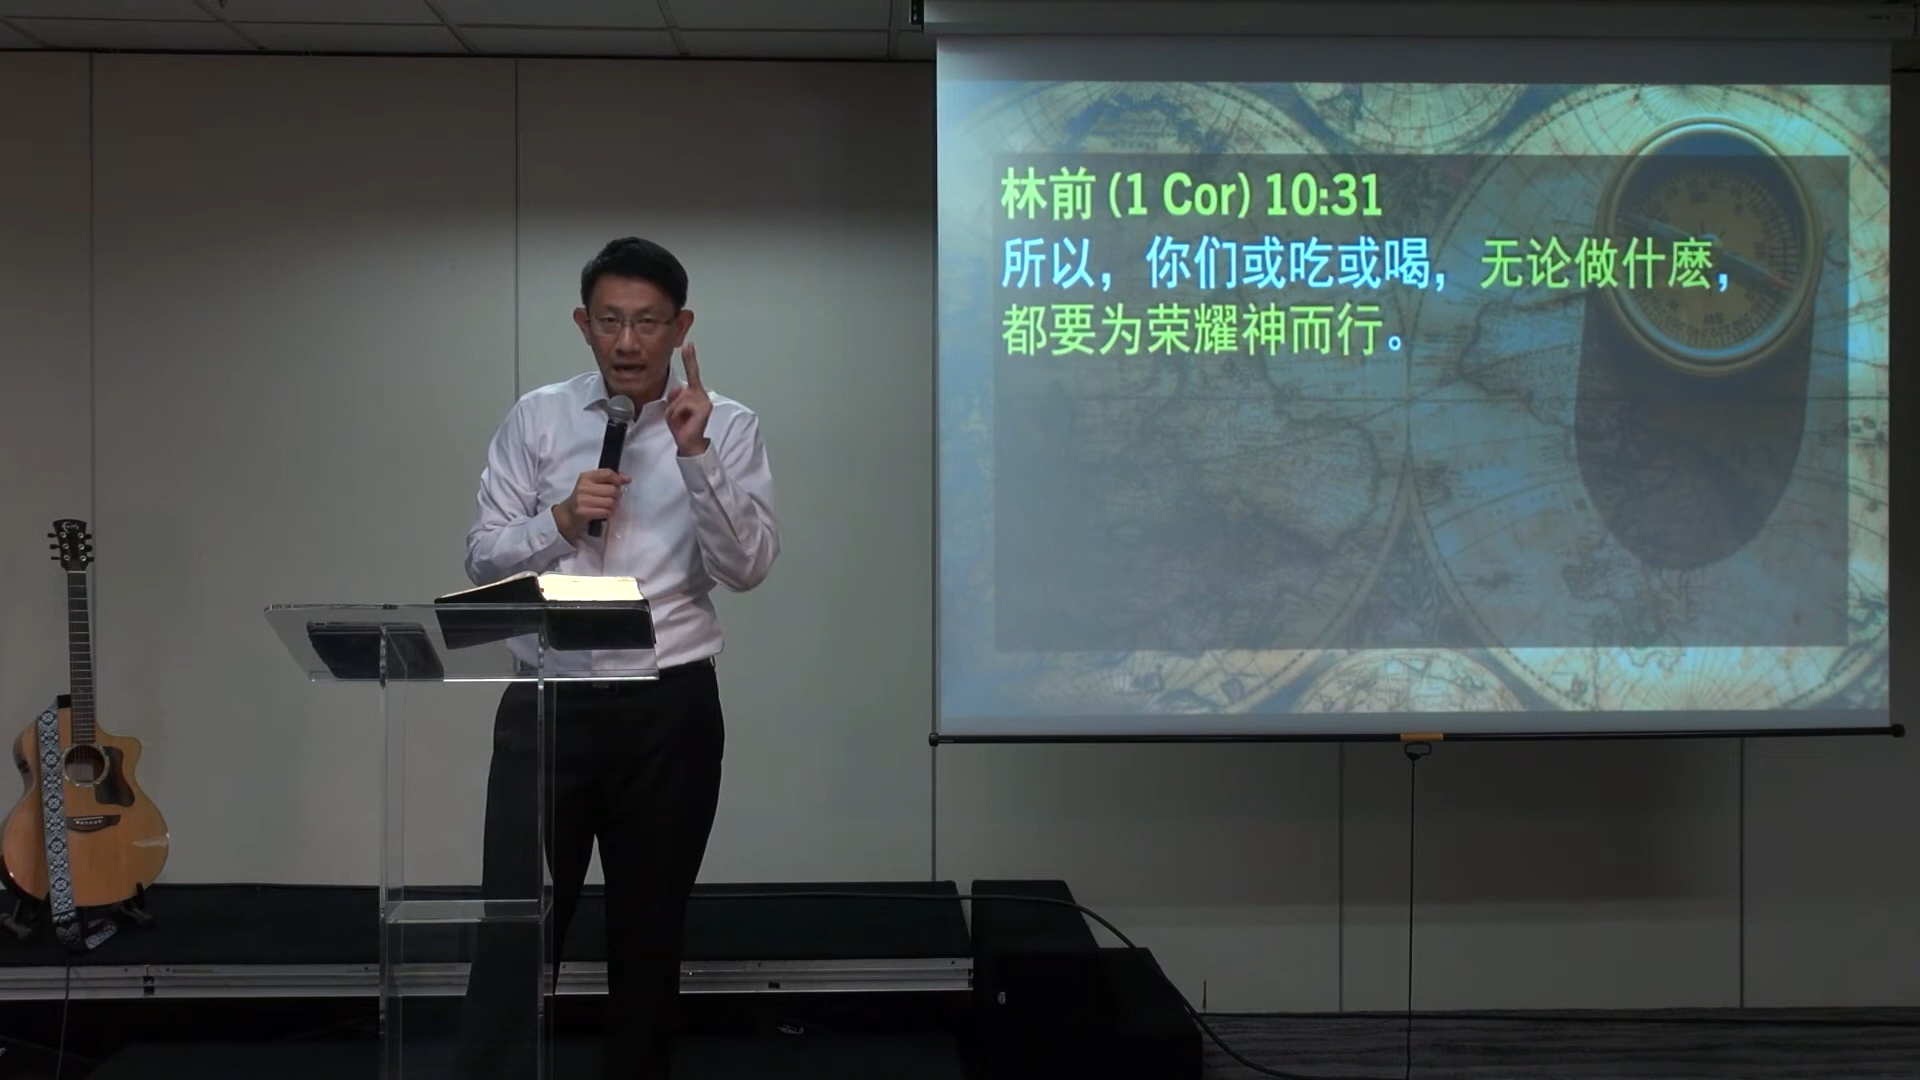 林前 (1 Cor) 10:31
所以，你们或吃或喝，无论做什麽，
都要为荣耀神而行。